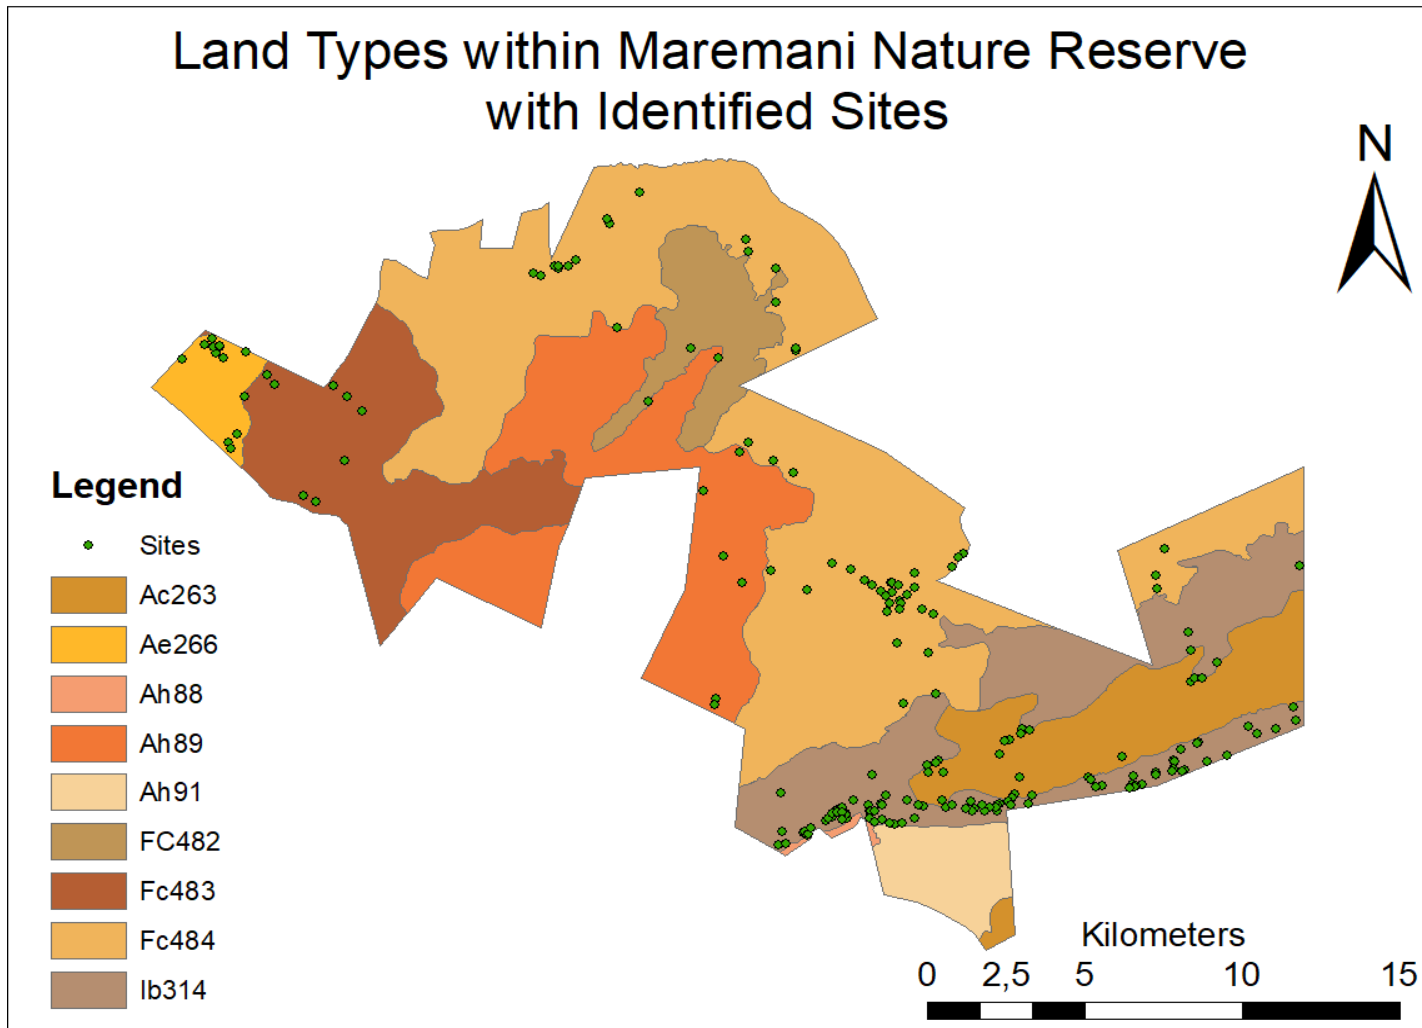 Land Types within Maremani Nature Reserve
with Identified Sites
N
Legend
Sites
Ac263
Ae266
Ah88
Ah89
Ah91
FC482
Fc483
Fc484
Ib314
Kilometers
0 2,5 5 10 15